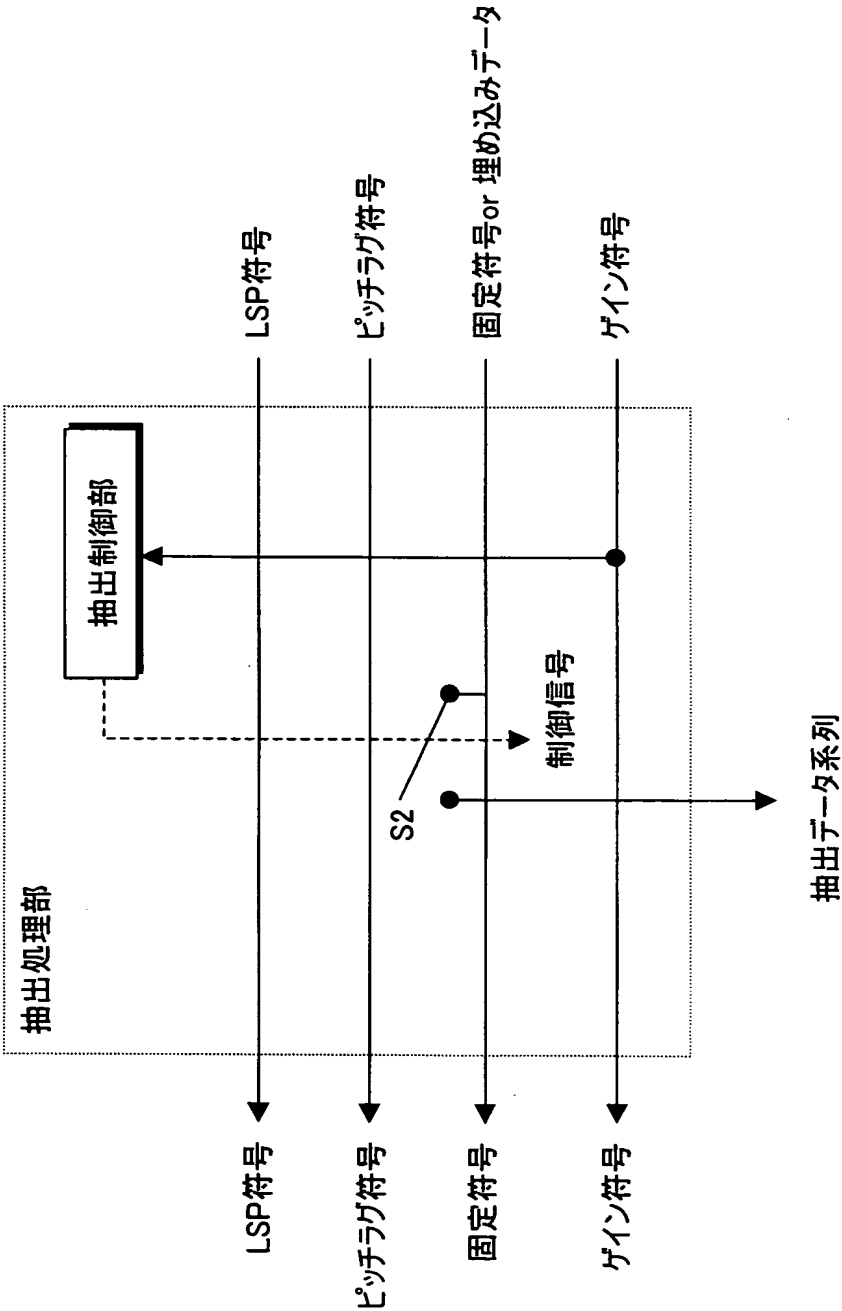 抽出処理部
抽出制御部
LSP符号
LSP符号
ピッチラグ符号
ピッチラグ符号
S2
固定符号
固定符号or 埋め込みデータ
制御信号
ゲイン符号
ゲイン符号
抽出データ系列